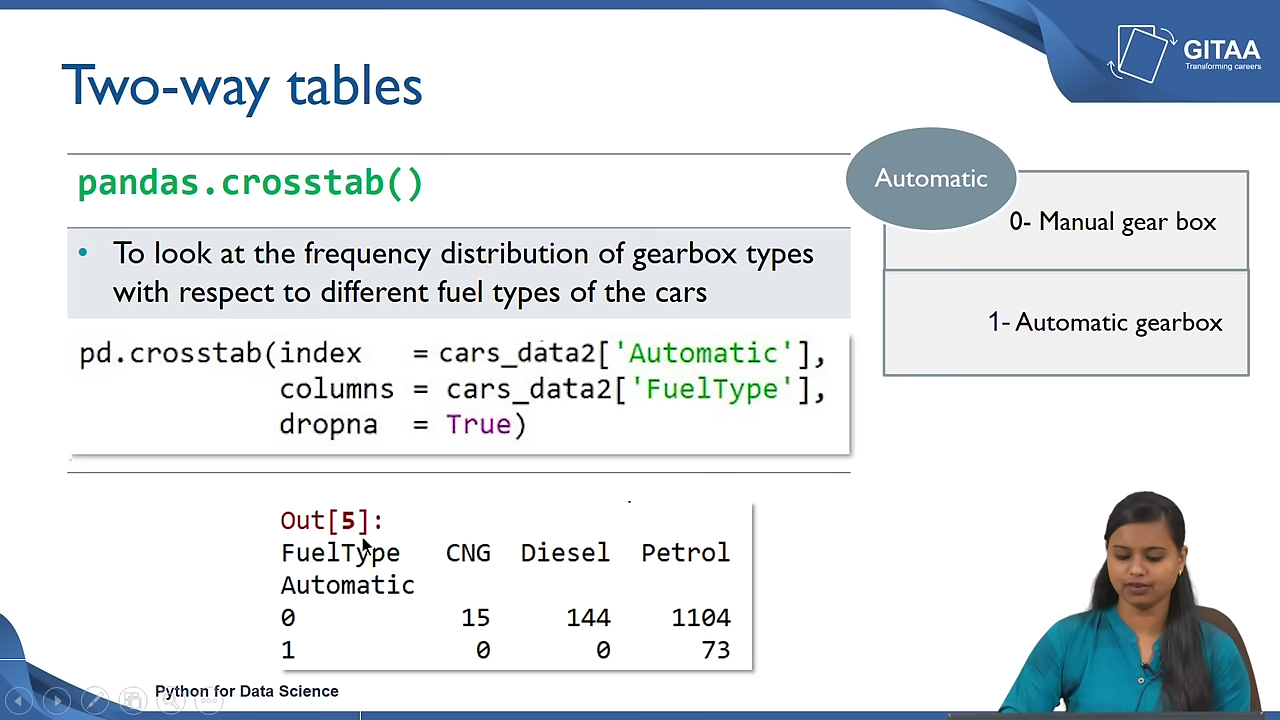 GITAA
Transforming careers
Two-way tables
pandas.crosstab()
• To look at the frequency distribution of gearbox types
with respect to different fuel types of the cars
pd.crosstab(index = cars_data2['Automatic'],
columns = cars_data2['FuelType'],
dropna = True)
Automatic
0- Manual gear box
1- Automatic gearbox
Out[5]:
FuelType CNG Diesel Petrol
Automatic
0 15 144 1104
1 0 0 73
Python for Data Science